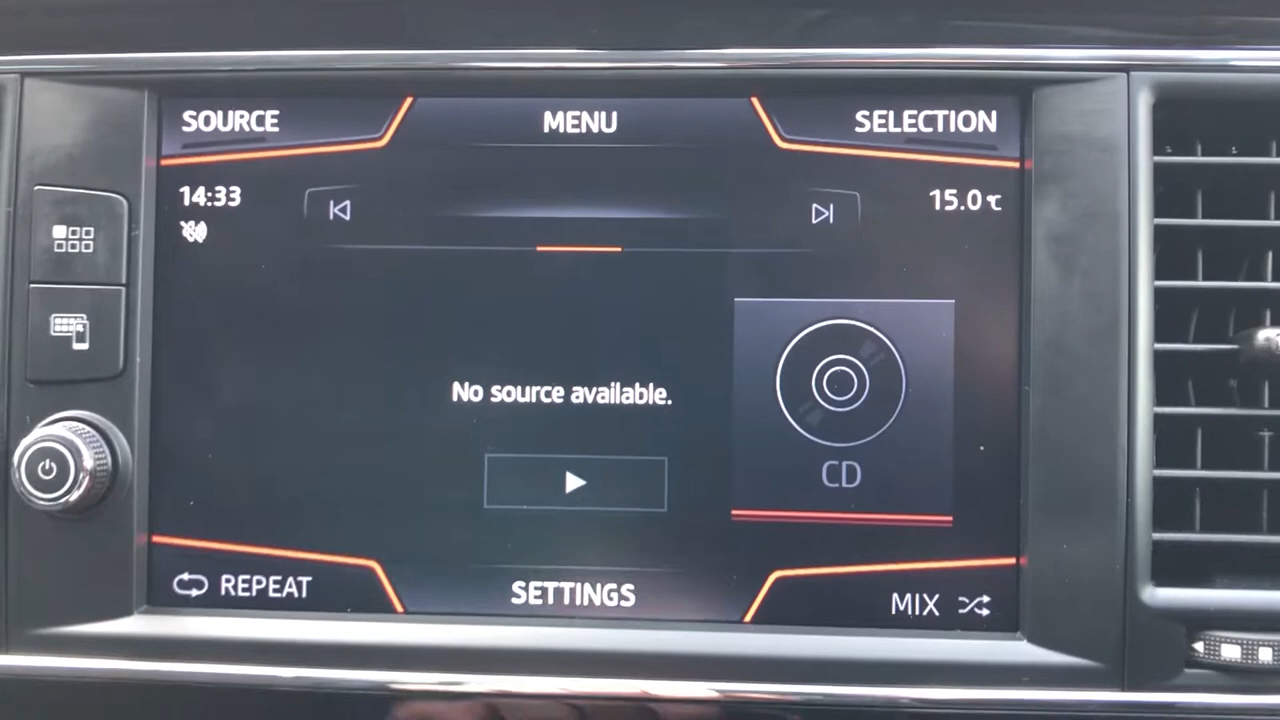 SOURCE
MENU
SELECTION
14:33
15.0 °C
No source available.
CD
REPEAT
SETTINGS
MIX